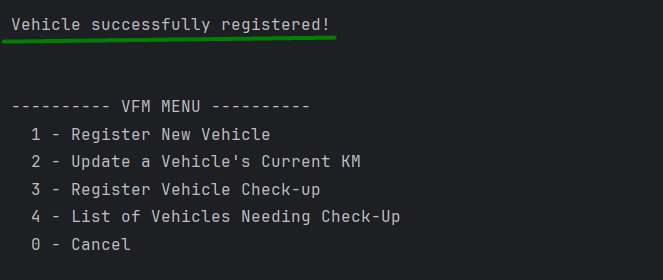 Vehicle successfully registered!
---------- VFM MENU ----------
1 - Register New Vehicle
2 - Update a Vehicle's Current KM
3 - Register Vehicle Check-up
4 - List of Vehicles Needing Check-Up
0 - Cancel